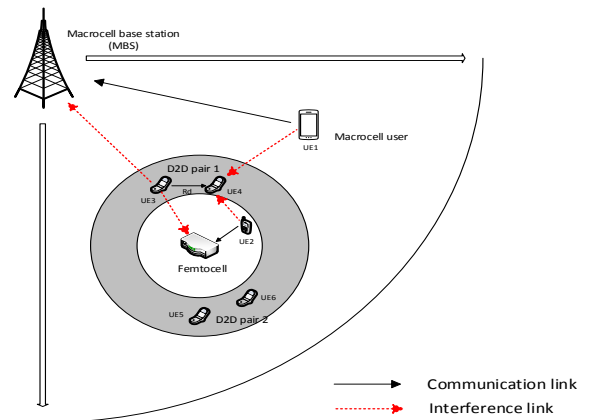 Macrocell base station
(MBS)
UE1
Macrocell user
D2D pair 1
UE3
Rd
UE4
UE2
Femtocell
UE6
UE5
D2D pair 2
Communication link
Interference link